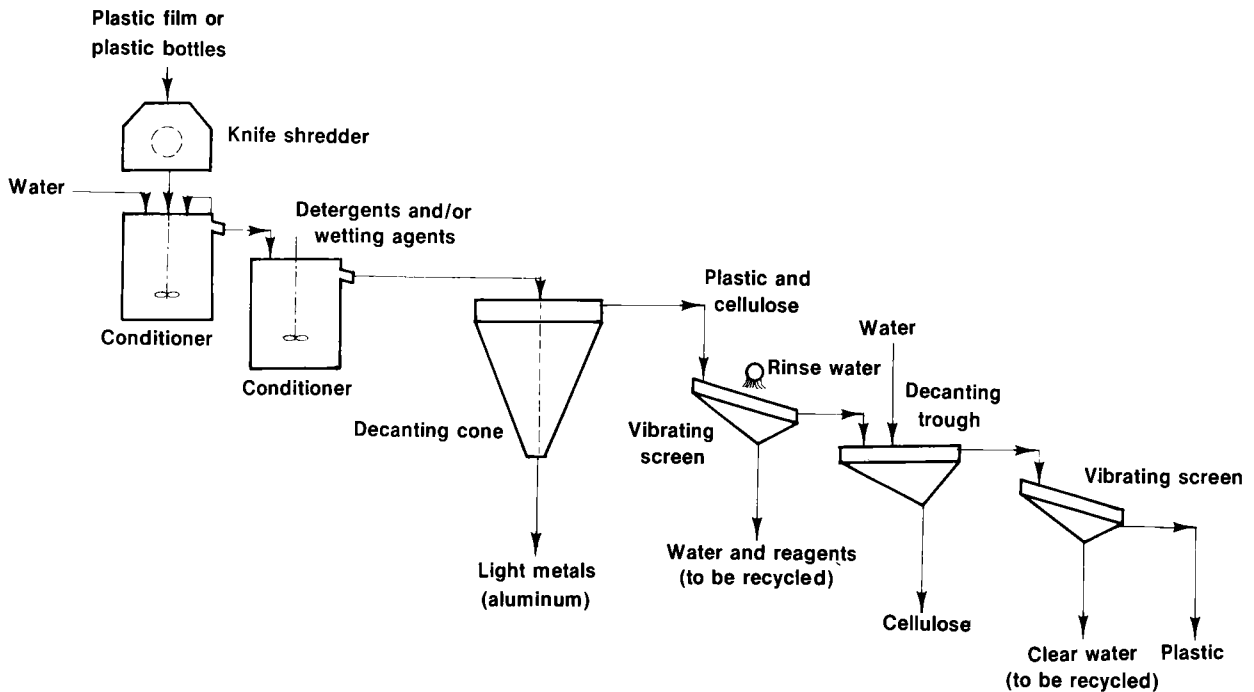 Plastic film or
plastic bottles
Knife shredder
Water
Detergents and/or
wetting agents
Conditioner
Conditioner
Plastic and
cellulose
Decanting cone
Rinse water
Vibrating
screen
Water
Decanting
trough
Vibrating screen
Light metals
(aluminum)
Water and reagents
(to be recycled)
Cellulose
Clear water
(to be recycled)
Plastic